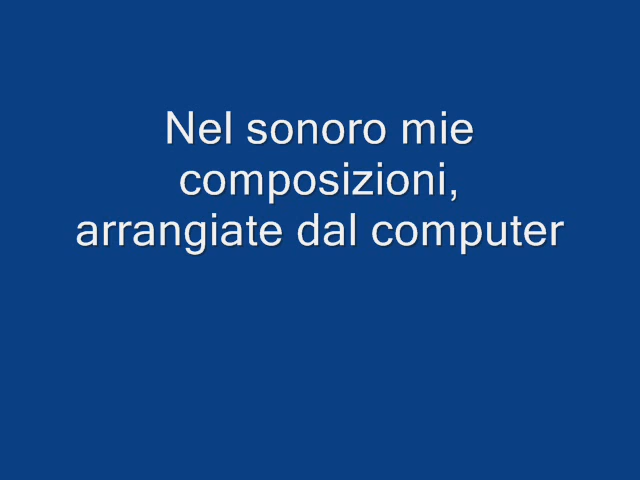 Nel sonoro mie
composizioni,
arrangiate dal computer